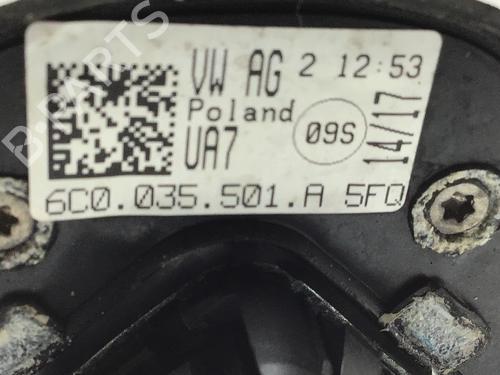 VW AG 2 12:53
Poland
UA7
09S
14/17
6C0.035.501.A 5FQ
B-PARTS